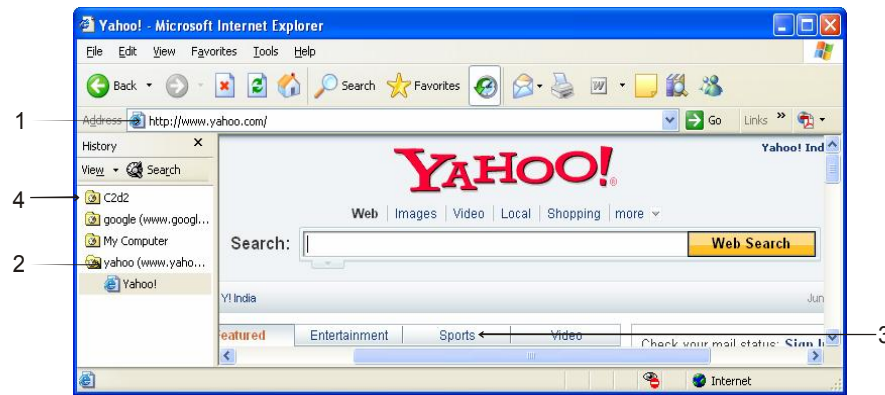 Yahoo! - Microsoft Internet Explorer
File Edit View Favorites Tools Help
Back Search Favorites W
1
Address http://www.yahoo.com/ Go Links »
History x
View Search
4
C2d2
google (www.googl...
My Computer
2
yahoo (www.yaho...
Yahoo!
Yahoo! Ind
YAHOO!
Web Images Video Local Shopping more
Search: Web Search
Y! India Jun
eatured Entertainment Sports Video
3
Check your mail status: Sign I
Internet